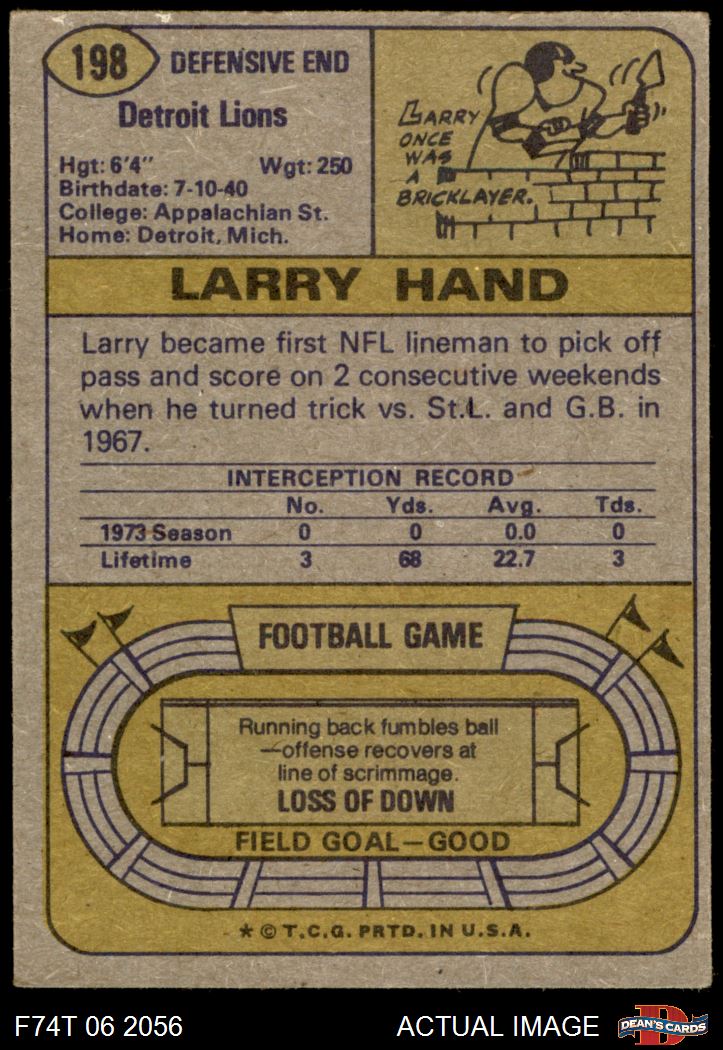 198
DEFENSIVE END
Detroit Lions
Hgt: 6'4" Wgt: 250
Birthdate: 7-10-40
College: Appalachian St.
Home: Detroit, Mich.
LARRY
ONCE
WAS
A
BRICKLAYER.
LARRY HAND
Larry became first NFL lineman to pick off
pass and score on 2 consecutive weekends
when he turned trick vs. St.L. and G.B. in
1967.
INTERCEPTION RECORD
No. Yds. Avg. Tds.
1973 Season 0 0 0.0 0
Lifetime 3 68 22.7 3
FOOTBALL GAME
Running back fumbles ball
—offense recovers at
line of scrimmage.
LOSS OF DOWN
FIELD GOAL—GOOD
* © T.C.G. PRTD. IN U.S.A.
F74T 06 2056 ACTUAL IMAGE
D
DEAN'S CARDS